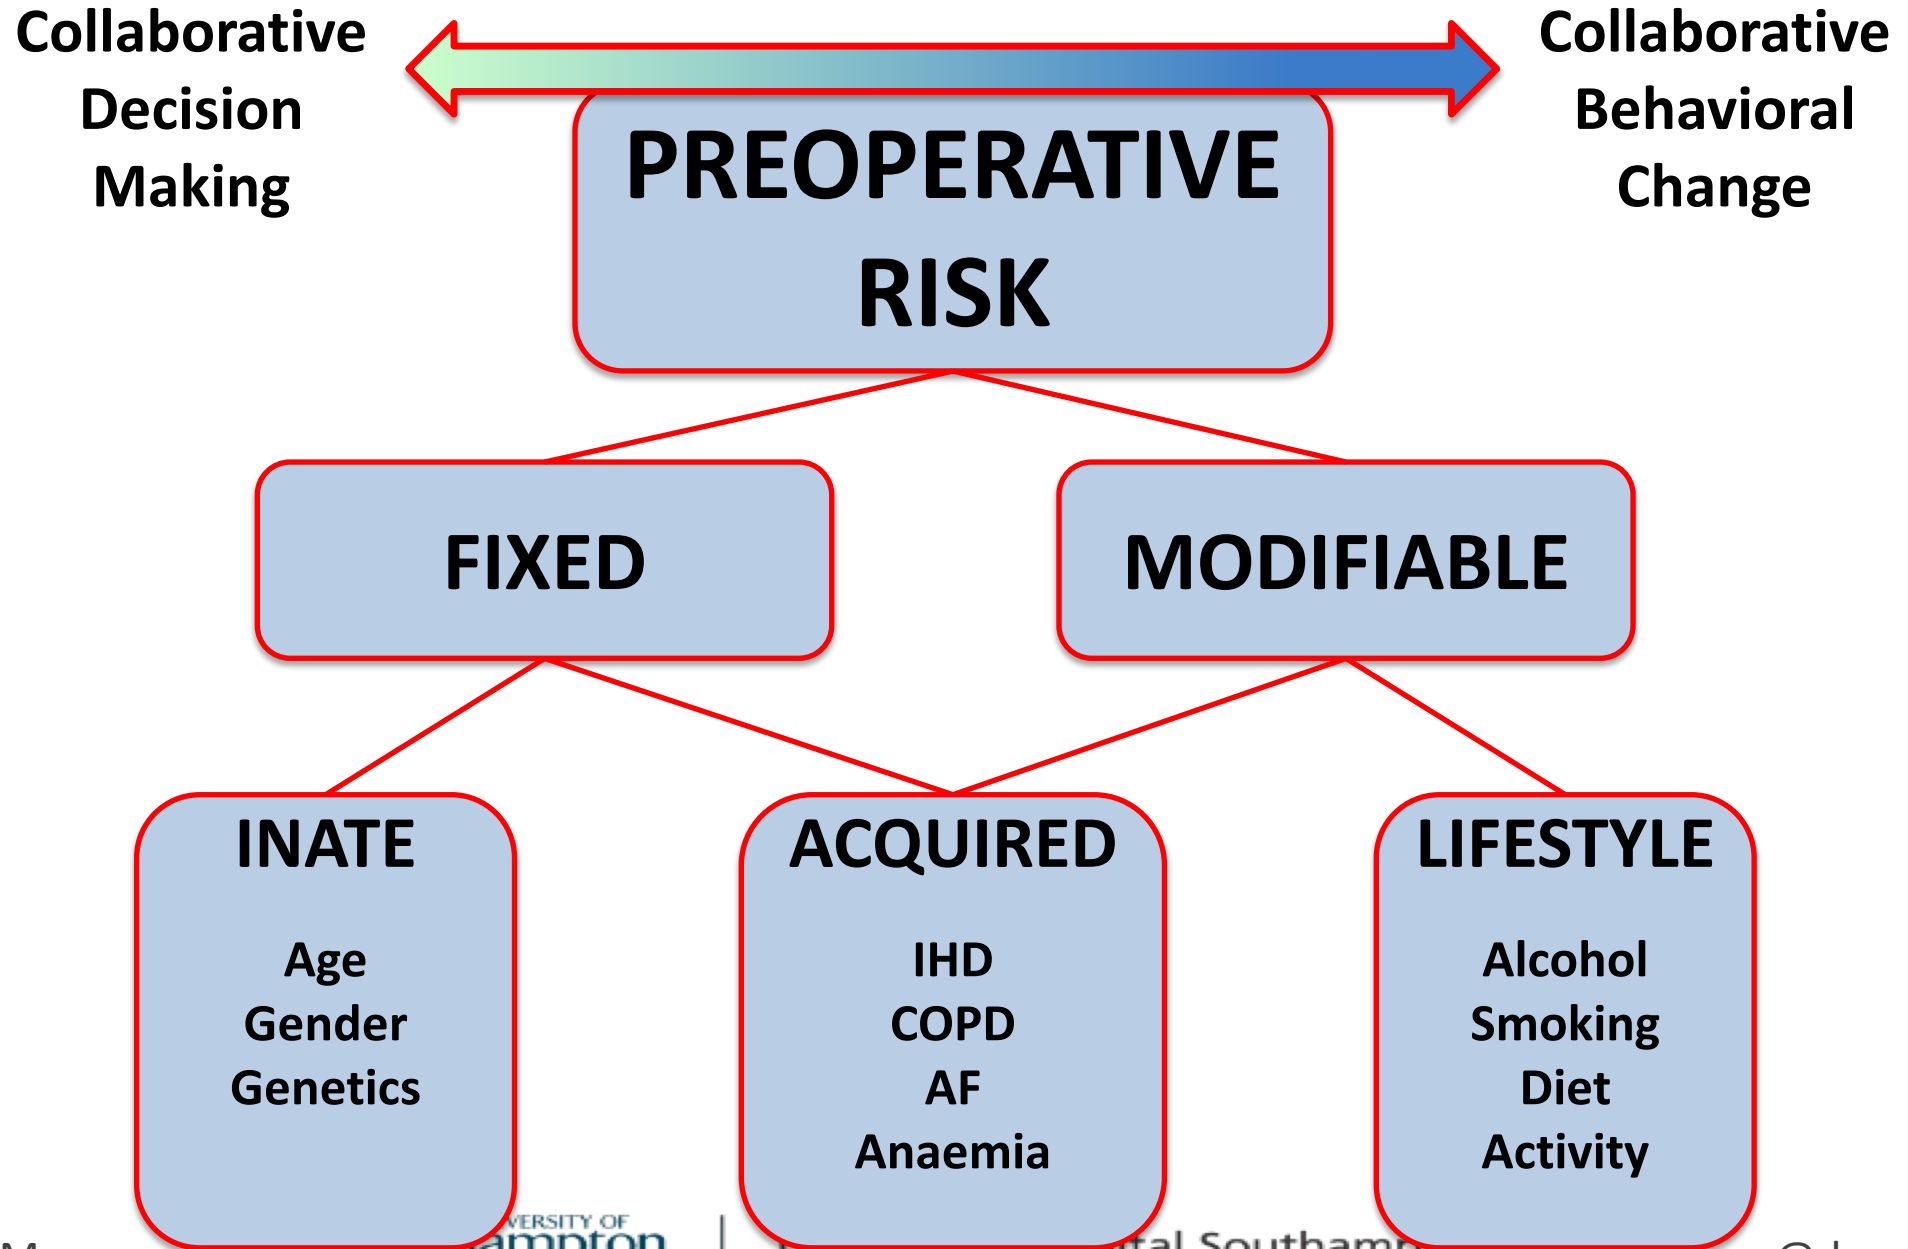 Collaborative
Decision
Making
Collaborative
Behavioral
Change
PREOPERATIVE
RISK
FIXED
MODIFIABLE
INATE
Age
Gender
Genetics
ACQUIRED
IHD
COPD
AF
Anaemia
LIFESTYLE
Alcohol
Smoking
Diet
Activity
OF